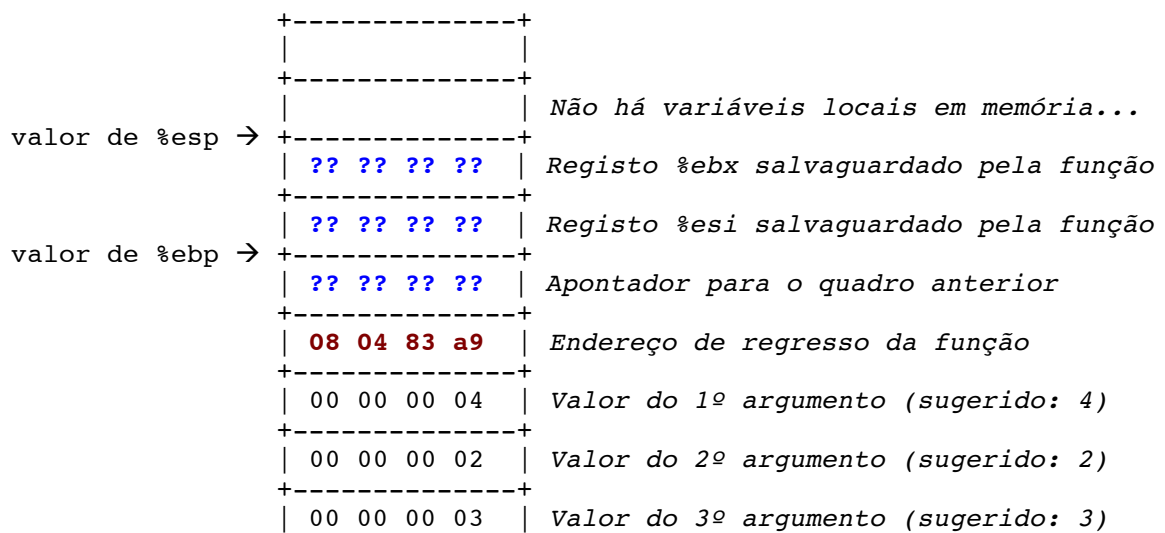 +--------------+
|              |
+--------------+
|              | Não há variáveis locais em memória...
valor de %esp → +--------------+
| ?? ?? ?? ?? | Registo %ebx salvaguardado pela função
+--------------+
| ?? ?? ?? ?? | Registo %esi salvaguardado pela função
valor de %ebp → +--------------+
| ?? ?? ?? ?? | Apontador para o quadro anterior
+--------------+
| 08 04 83 a9 | Endereço de regresso da função
+--------------+
| 00 00 00 04 | Valor do 1º argumento (sugerido: 4)
+--------------+
| 00 00 00 02 | Valor do 2º argumento (sugerido: 2)
+--------------+
| 00 00 00 03 | Valor do 3º argumento (sugerido: 3)